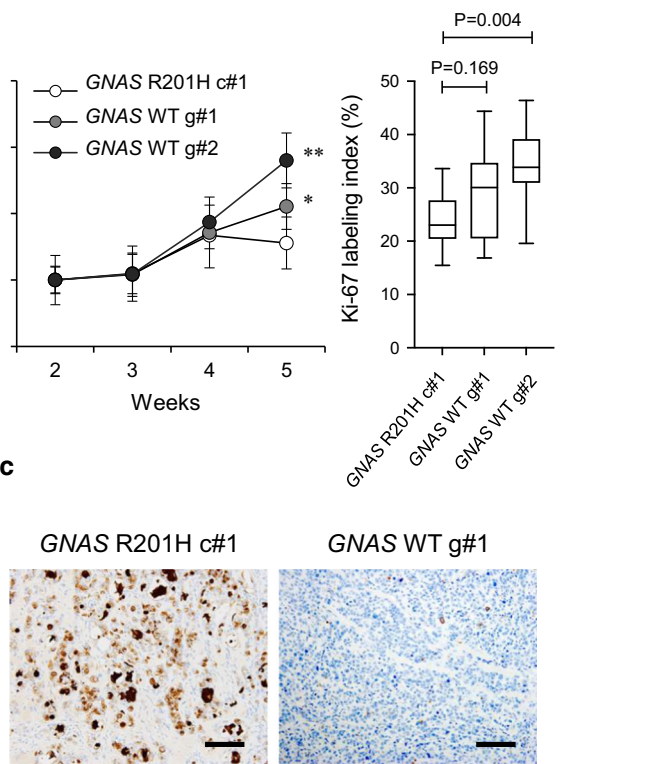 GNAS R201H c#1
GNAS WT g#1
GNAS WT g#2
**
*
2 3 4 5
Weeks
P=0.004
P=0.169
Ki-67 labeling index (%)
50
40
30
20
10
0
GNAS R201H c#1
GNAS WT g#1
GNAS WT g#2
c
GNAS R201H c#1
GNAS WT g#1